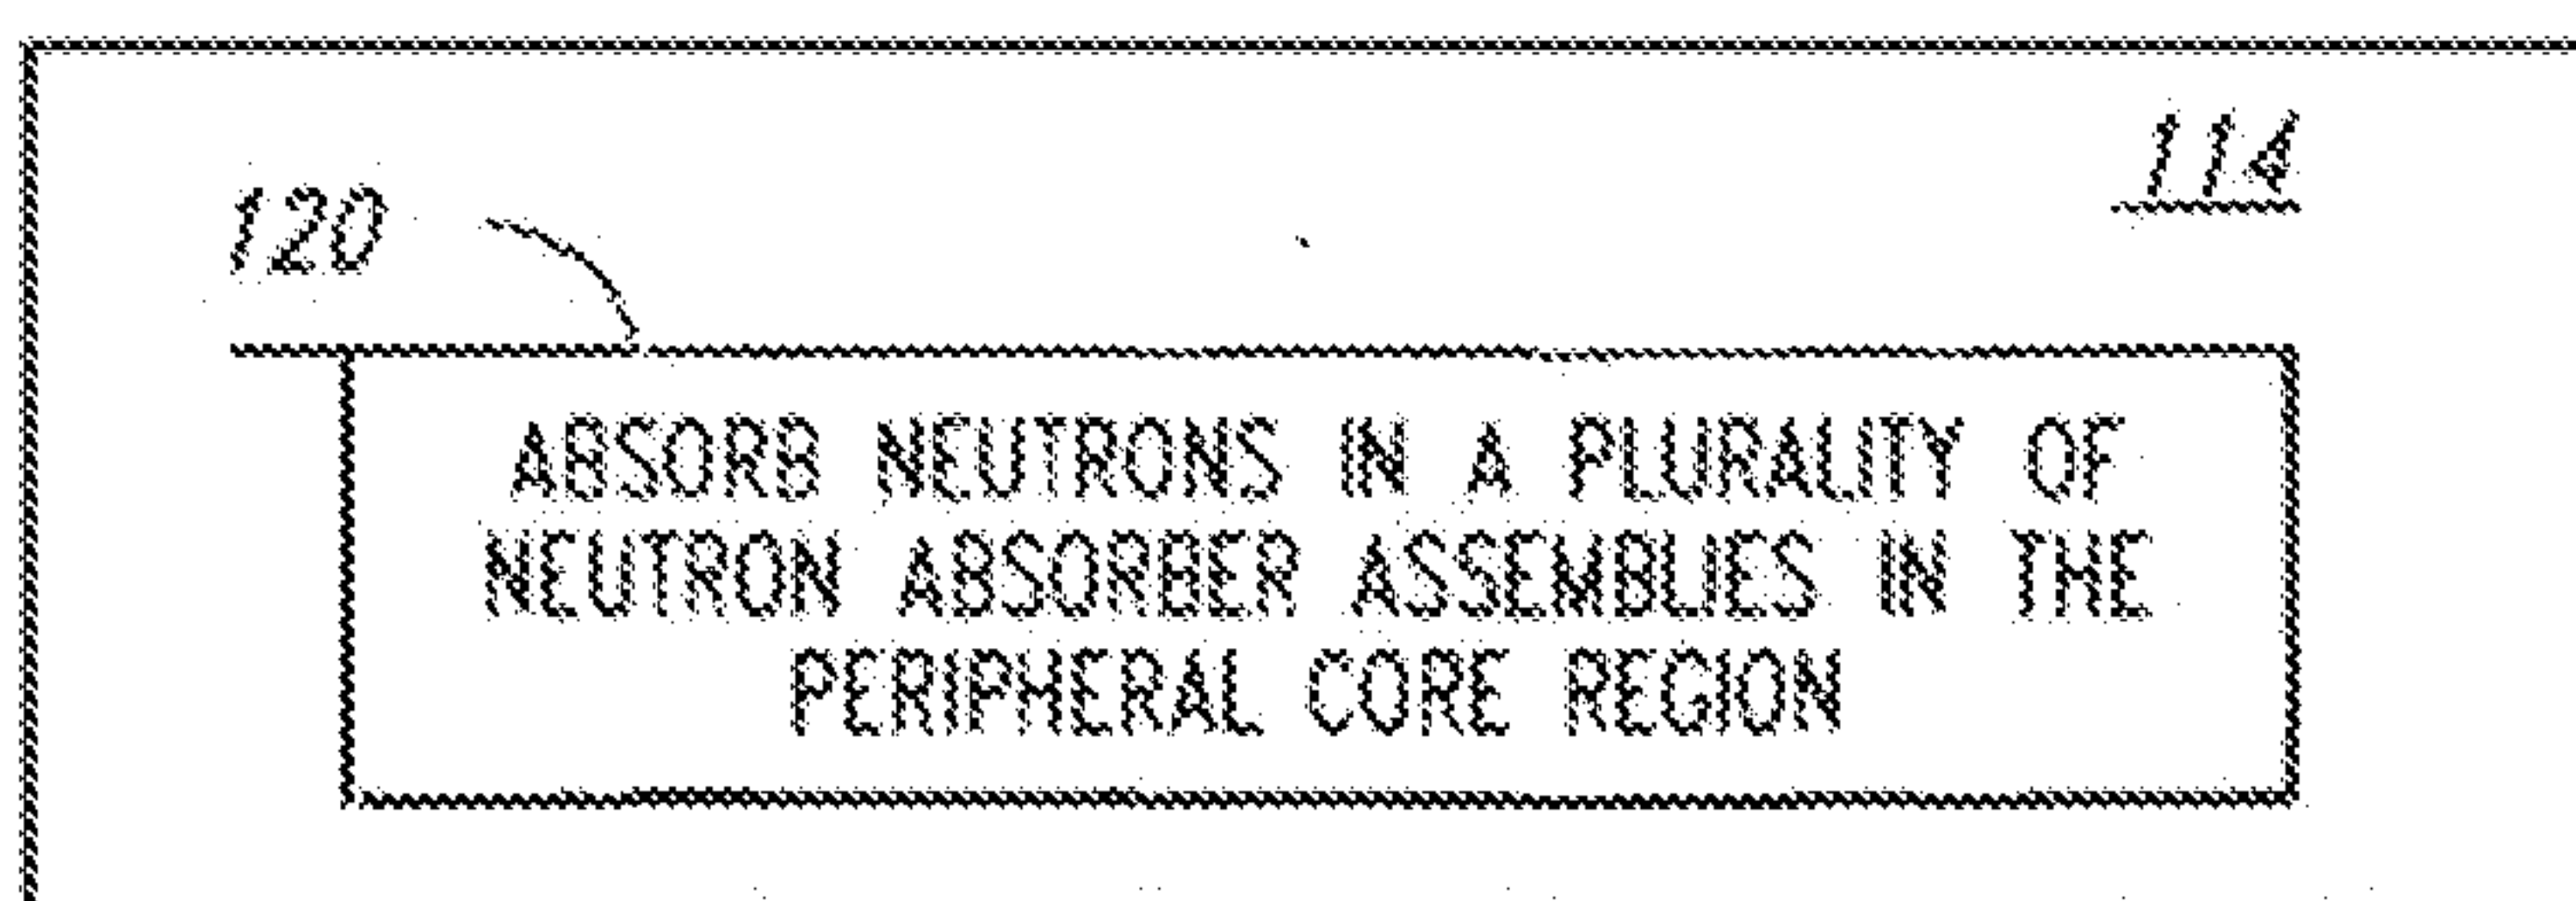 114
120
ABSORB NEUTRONS IN A PLURALITY OF
NEUTRON ABSORBER ASSEMBLIES IN THE
PERIPHERAL CORE REGION